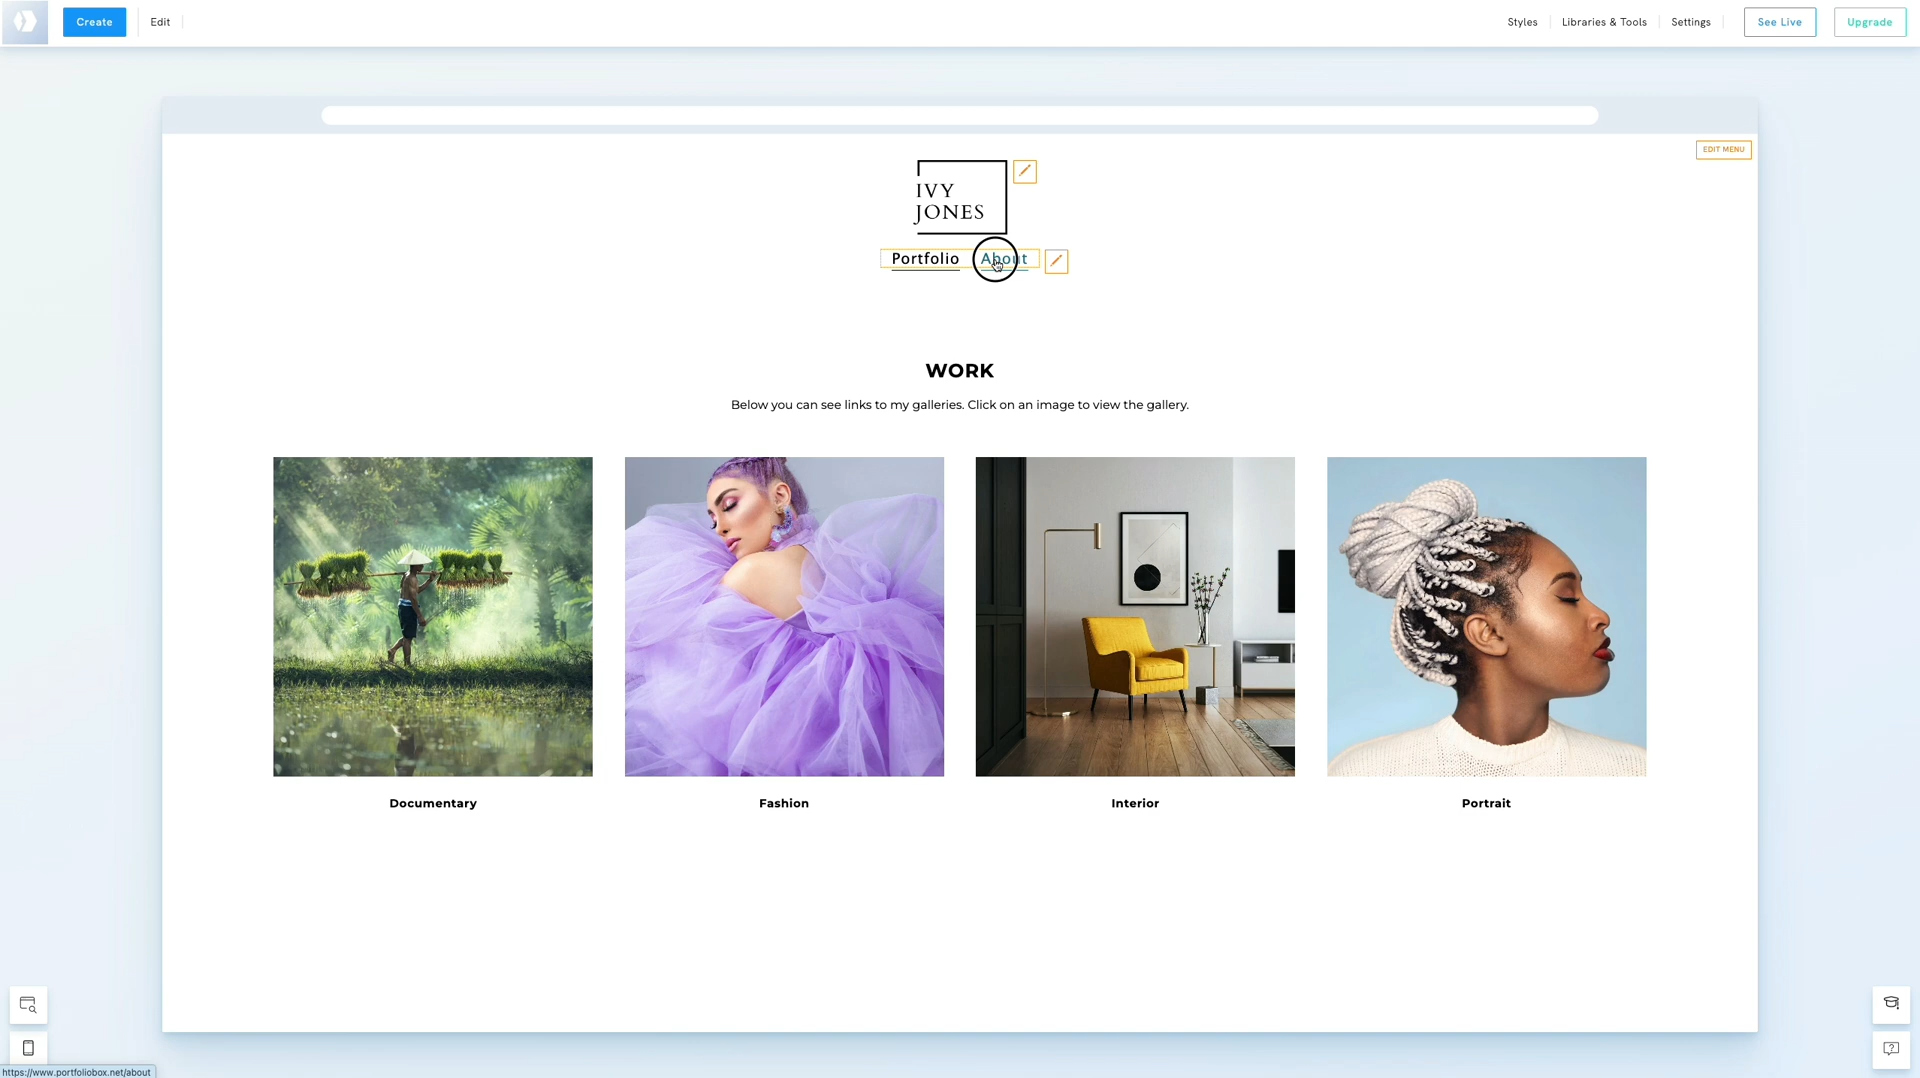 Create
Edit
Styles
Libraries & Tools
Settings
See Live
Upgrade
EDIT MENU
IVY
JONES
Portfolio
About
WORK
Below you can see links to my galleries. Click on an image to view the gallery.
Documentary
Fashion
Interior
Portrait
?
https://www.portfoliobox.net/about